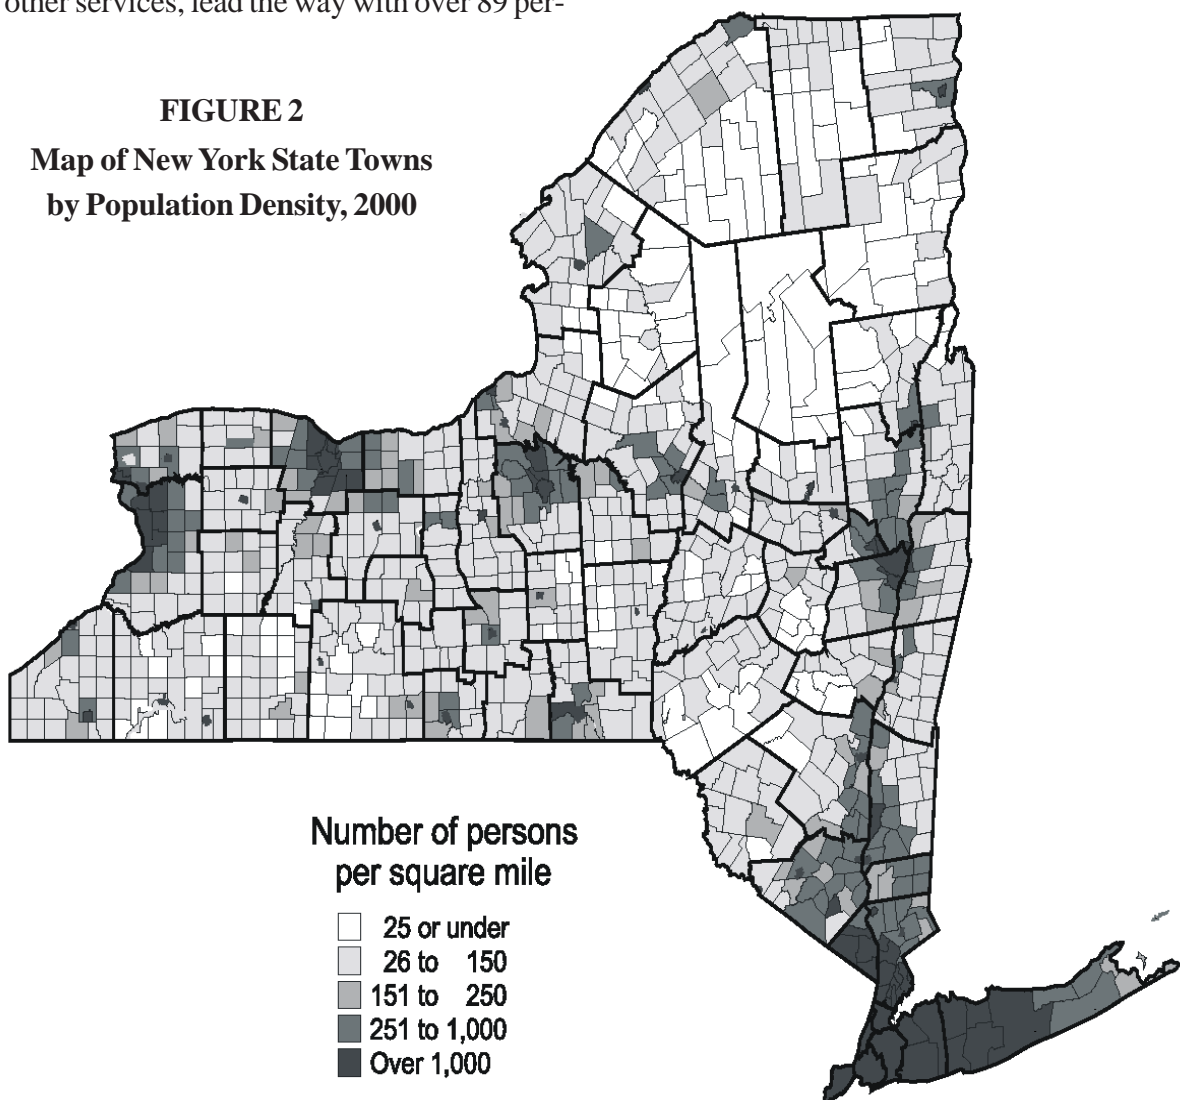 other services, lead the way with over 89 per-
FIGURE 2
Map of New York State Towns
by Population Density, 2000
Number of persons
per square mile
25 or under
26 to 150
151 to 250
251 to 1,000
Over 1,000